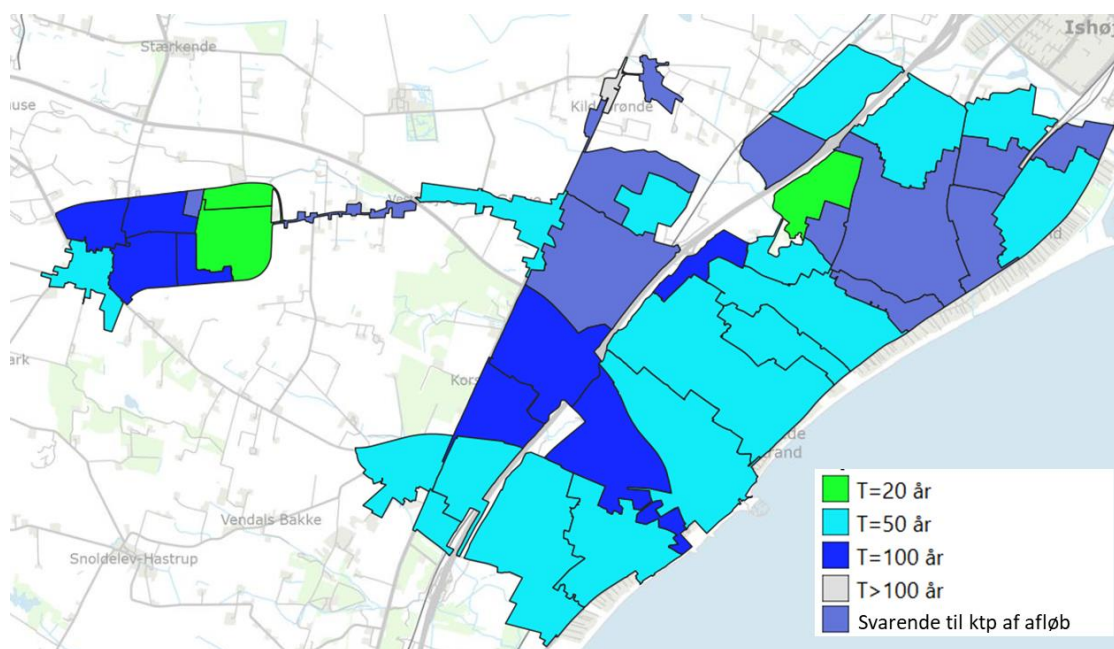 Ishøj
Stærkende
Vendals Bakke
Snoldelev-Hastrup
T=20 år
T=50 år
T=100 år
T>100 år
Svarende til ktp af afløb